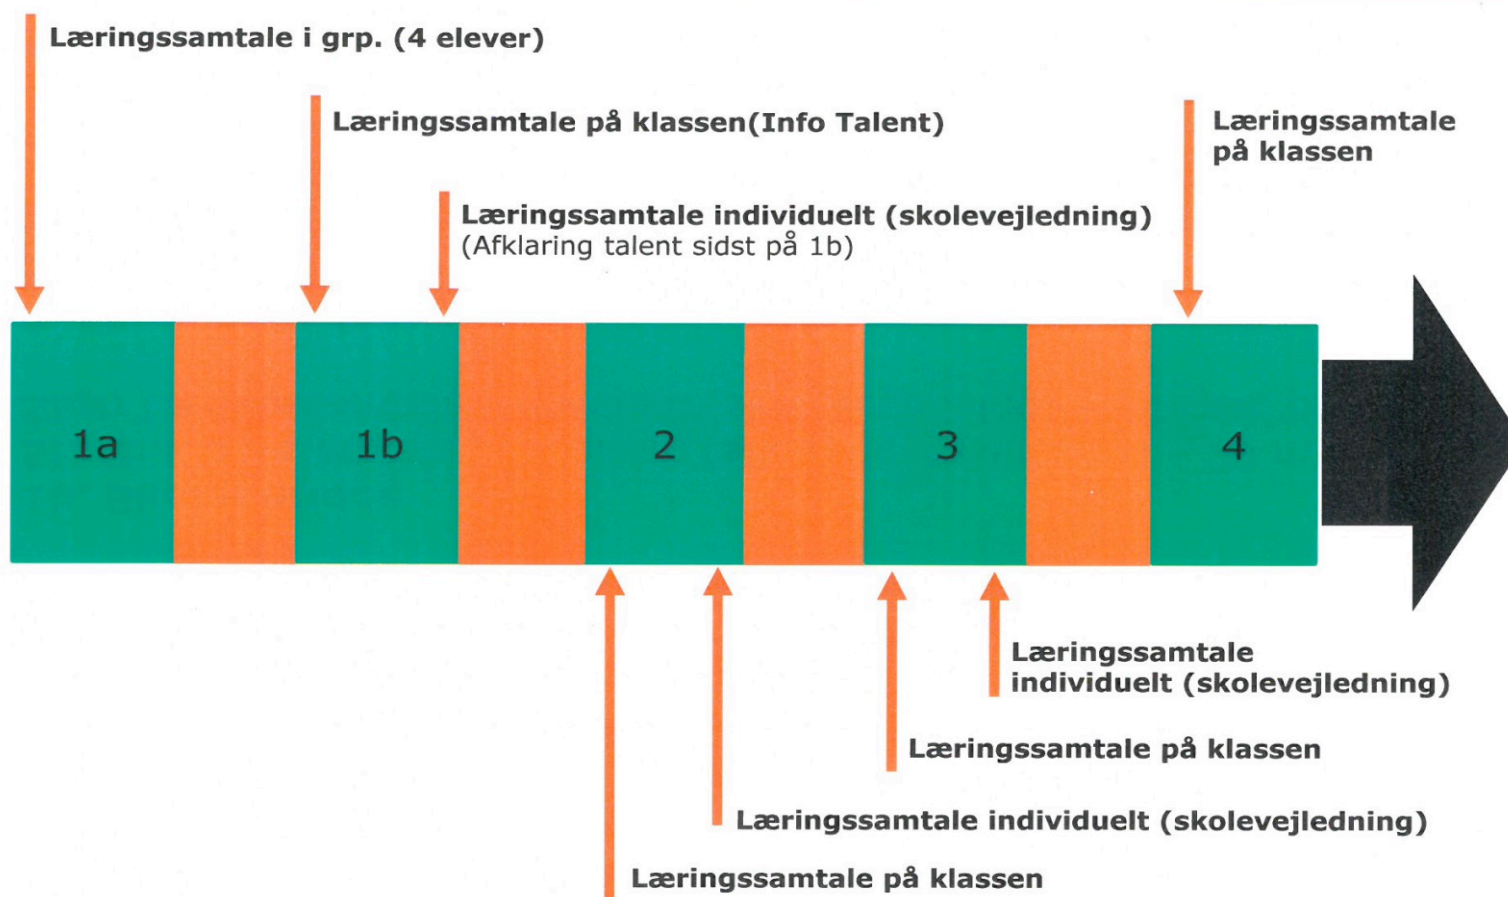 Læringssamtale i grp. (4 elever)
Læringssamtale på klassen(Info Talent)
Læringssamtale
på klassen
Læringssamtale individuelt (skolevejledning)
(Afklaring talent sidst på 1b)
1a
1b
2
3
4
Læringssamtale
individuelt (skolevejledning)
Læringssamtale på klassen
Læringssamtale individuelt (skolevejledning)
Læringssamtale på klassen